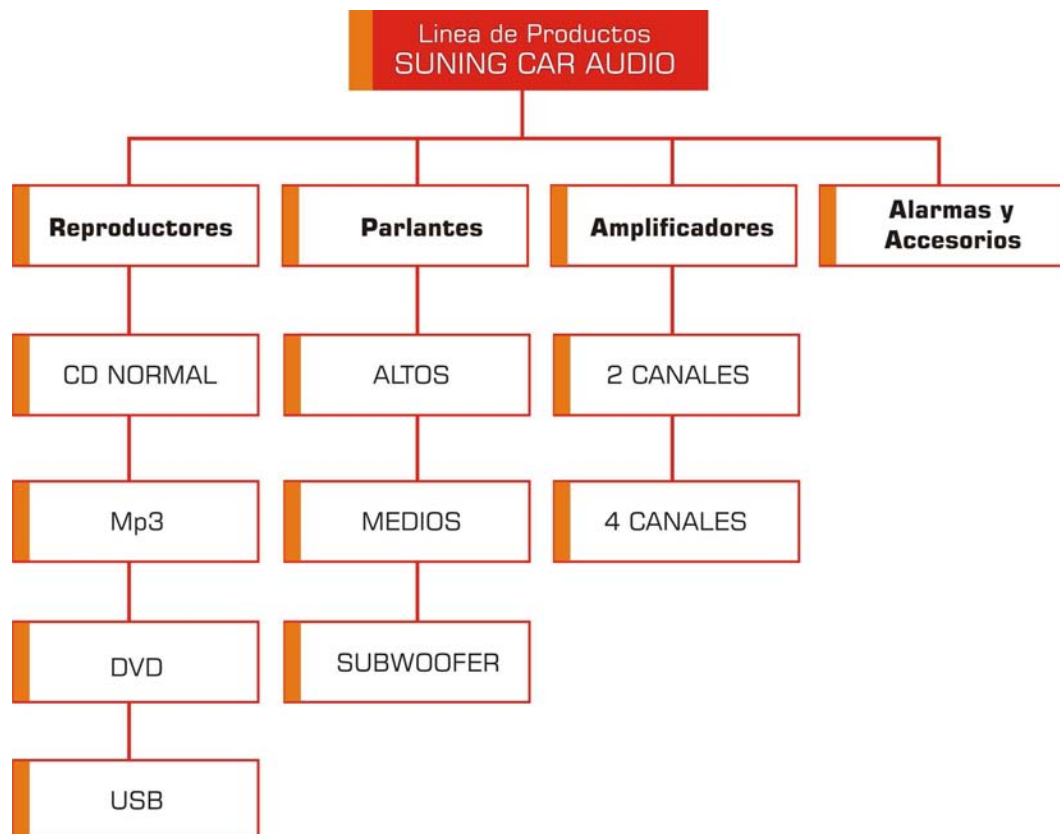 Linea de Productos
SUNING CAR AUDIO
Reproductores
Parlantes
Amplificadores
Alarmas y
Accesorios
CD NORMAL
ALTOS
2 CANALES
Mp3
MEDIOS
4 CANALES
DVD
SUBWOOFER
USB